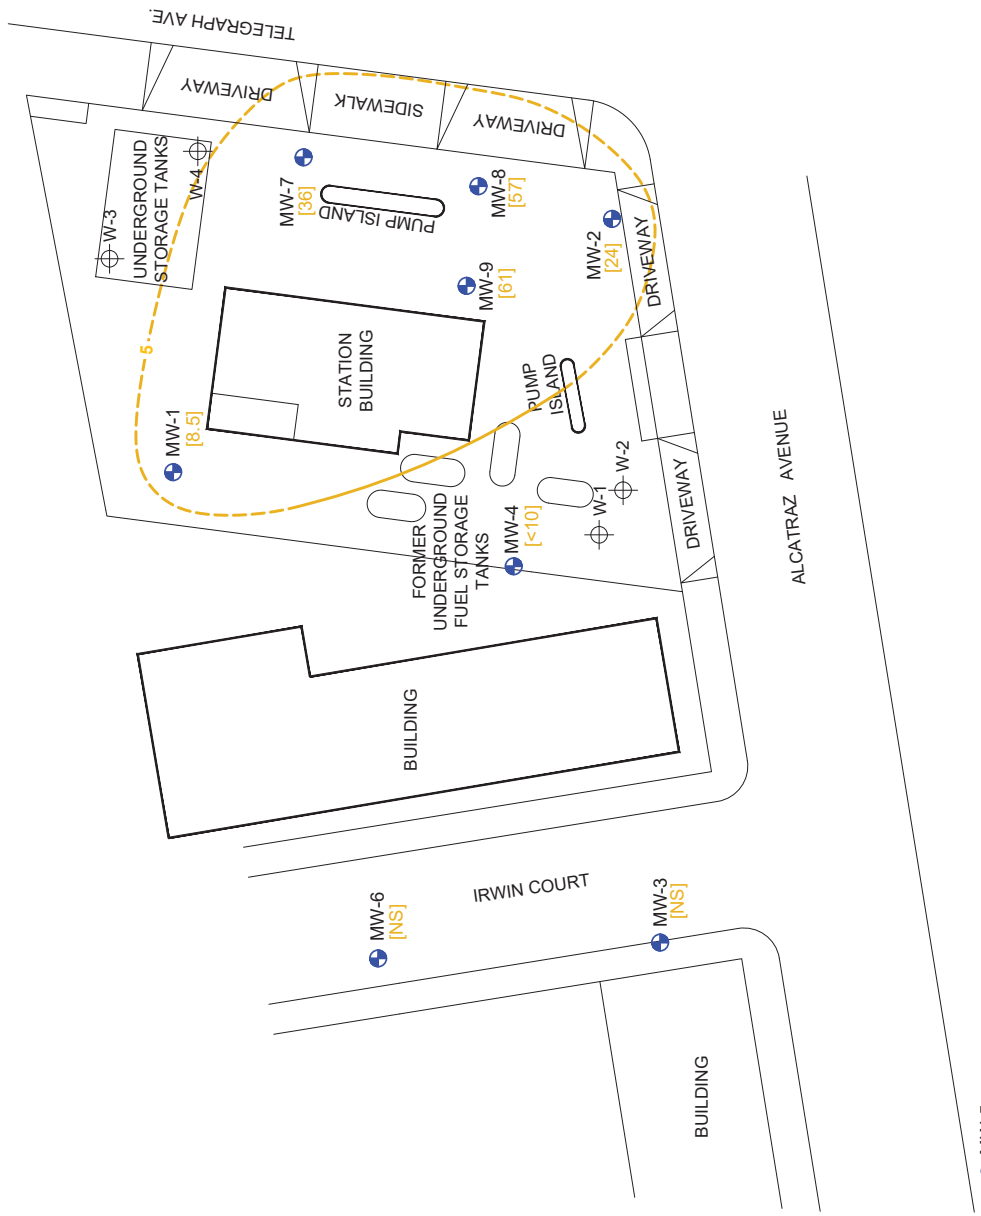 TELEGRAPH AVE.
DRIVEWAY
SIDEWALK
DRIVEWAY
W-3
UNDERGROUND
STORAGE TANKS
W-4
MW-7
[36]
PUMP ISLAND
MW-8
[57]
MW-2
[24]
DRIVEWAY
MW-9
[61]
5
MW-1
[8.5]
STATION
BUILDING
PUMP
ISLAND
FORMER
UNDERGROUND
FUEL STORAGE
TANKS
MW-4
[<10]
W-1
W-2
DRIVEWAY
ALCATRAZ AVENUE
BUILDING
IRWIN COURT
MW-6
[NS]
MW-3
[NS]
BUILDING